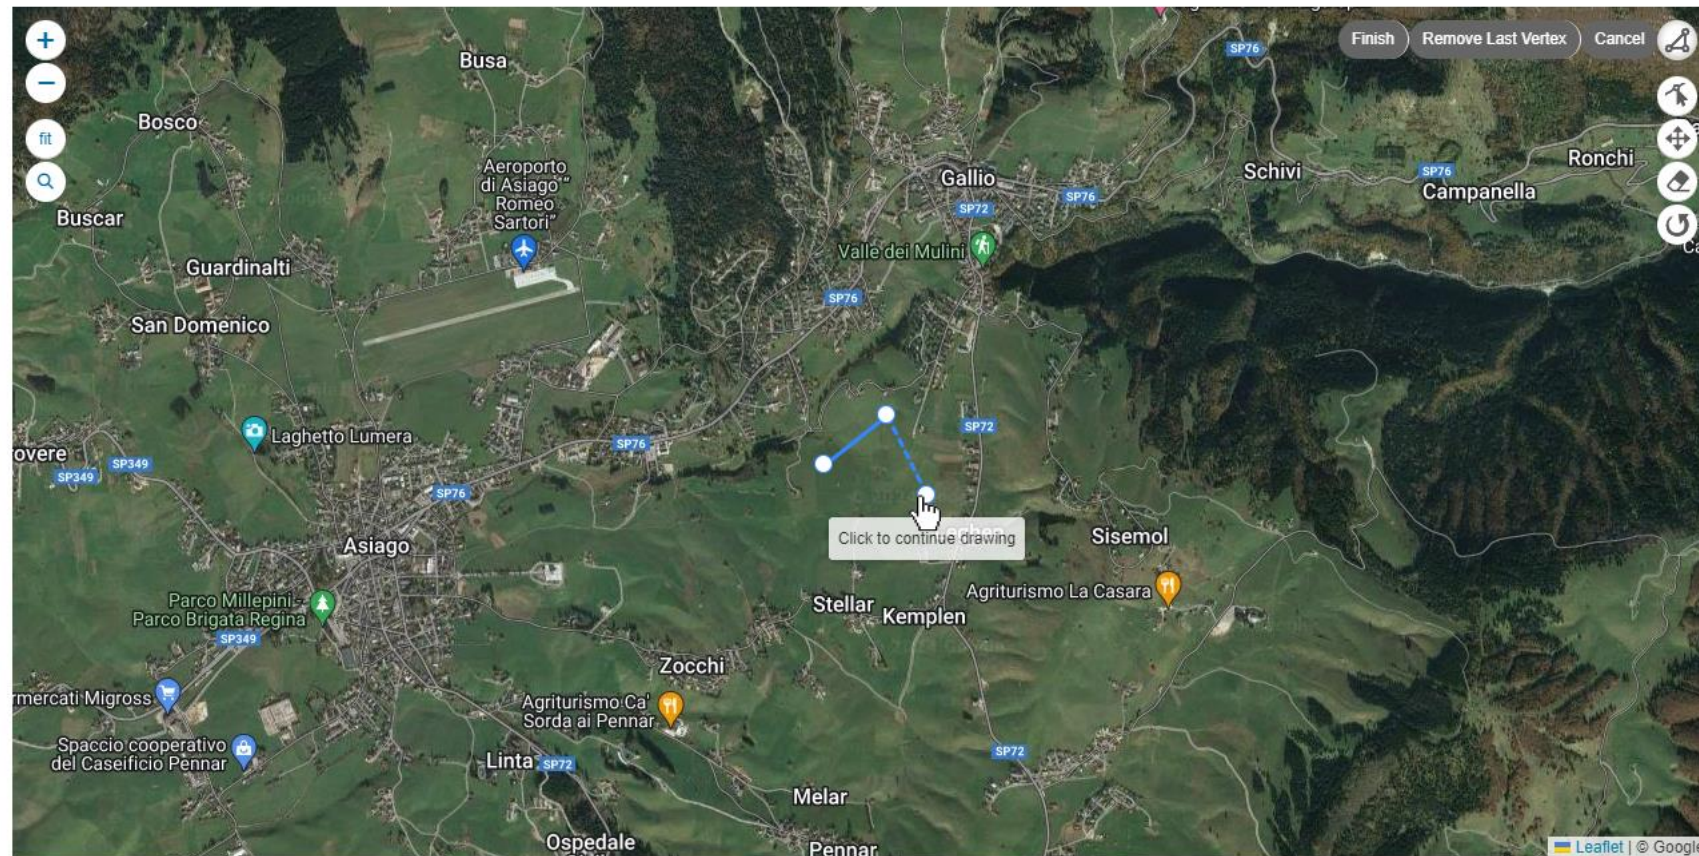 +
−
fit
Finish
Remove Last Vertex
Cancel
SP76
Busa
Bosco
Aeroporto
di Asiago "
Romeo
Sartori"
Gallio
SP76
SP72
Schivi
SP76
Campanella
Ronchi
Buscar
Valle dei Mulini
Guardinalti
SP76
San Domenico
Laghetto Lumera
SP76
SP72
overe
SP349
SP349
SP76
Asiago
Click to continue drawing
Sisemol
Parco Millepini -
Parco Brigata Regina
SP349
Stellar
Kemplen
Agriturismo La Casara
Zocchi
rmercati Migross
Agriturismo Ca'
Sorda ai Pennar
Spaccio cooperativo
del Caseificio Pennar
Linta
SP72
SP72
Melar
Ospedale
Pennar
Leaflet | © Google